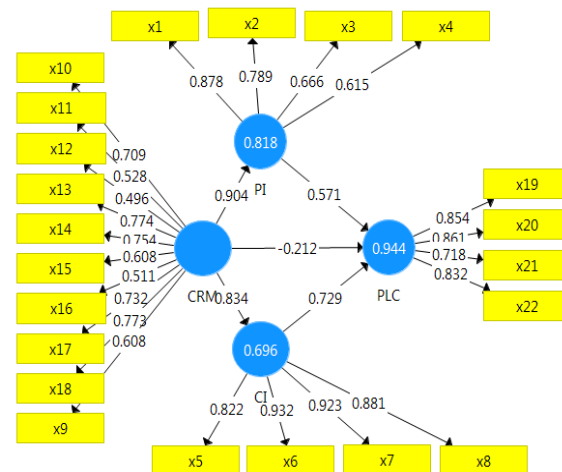 x1
x2
x3
x4
x10
x11
x12
x13
x14
x15
x16
x17
x18
x9
0.878
0.789
0.666
0.615
0.709
0.528
0.496
0.774
0.754
0.608
0.511
0.732
0.773
0.608
0.818
PI
0.904
0.571
CRM
-0.212
0.834
0.729
0.944
PLC
0.854
0.861
0.718
0.832
x19
x20
x21
x22
0.696
CI
0.822
0.932
0.923
0.881
x5
x6
x7
x8